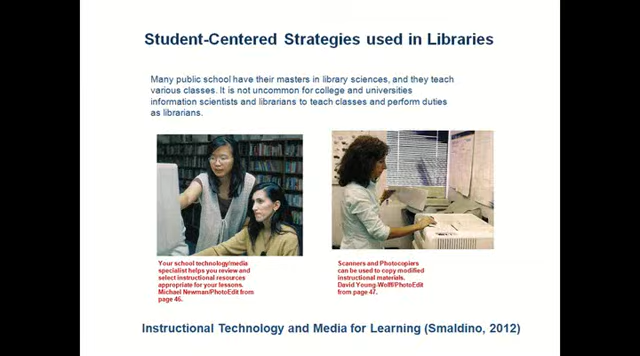 Student-Centered Strategies used in Libraries
Many public school have their masters in library sciences, and they teach
various classes. It is not uncommon for college and universities
information scientists and librarians to teach classes and perform duties
as librarians.
Your school technology/media
specialist helps you review and
select instructional resources
appropriate for your lessons.
Michael Newman/PhotoEdit from
page 46.
Scanners and Photocopiers
can be used to copy modified
instructional materials.
David Young-Wolff/PhotoEdit
from page 47.
Instructional Technology and Media for Learning (Smaldino, 2012)